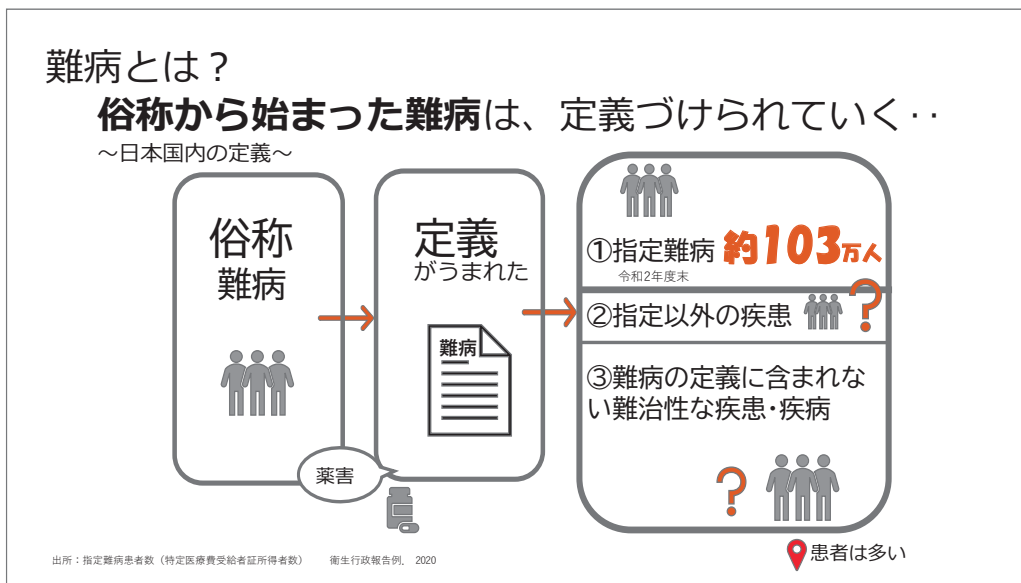 難病とは？
俗称から始まった難病は、定義づけられていく‥
～日本国内の定義～
俗称
難病
定義
がうまれた
難病
薬害
①指定難病 約103万人
令和2年度末
②指定以外の疾患 ?
③難病の定義に含まれな
い難治性な疾患・疾病
?
患者は多い
出所：指定難病患者数（特定医療費受給者証所得者数） 衛生行政報告例. 2020